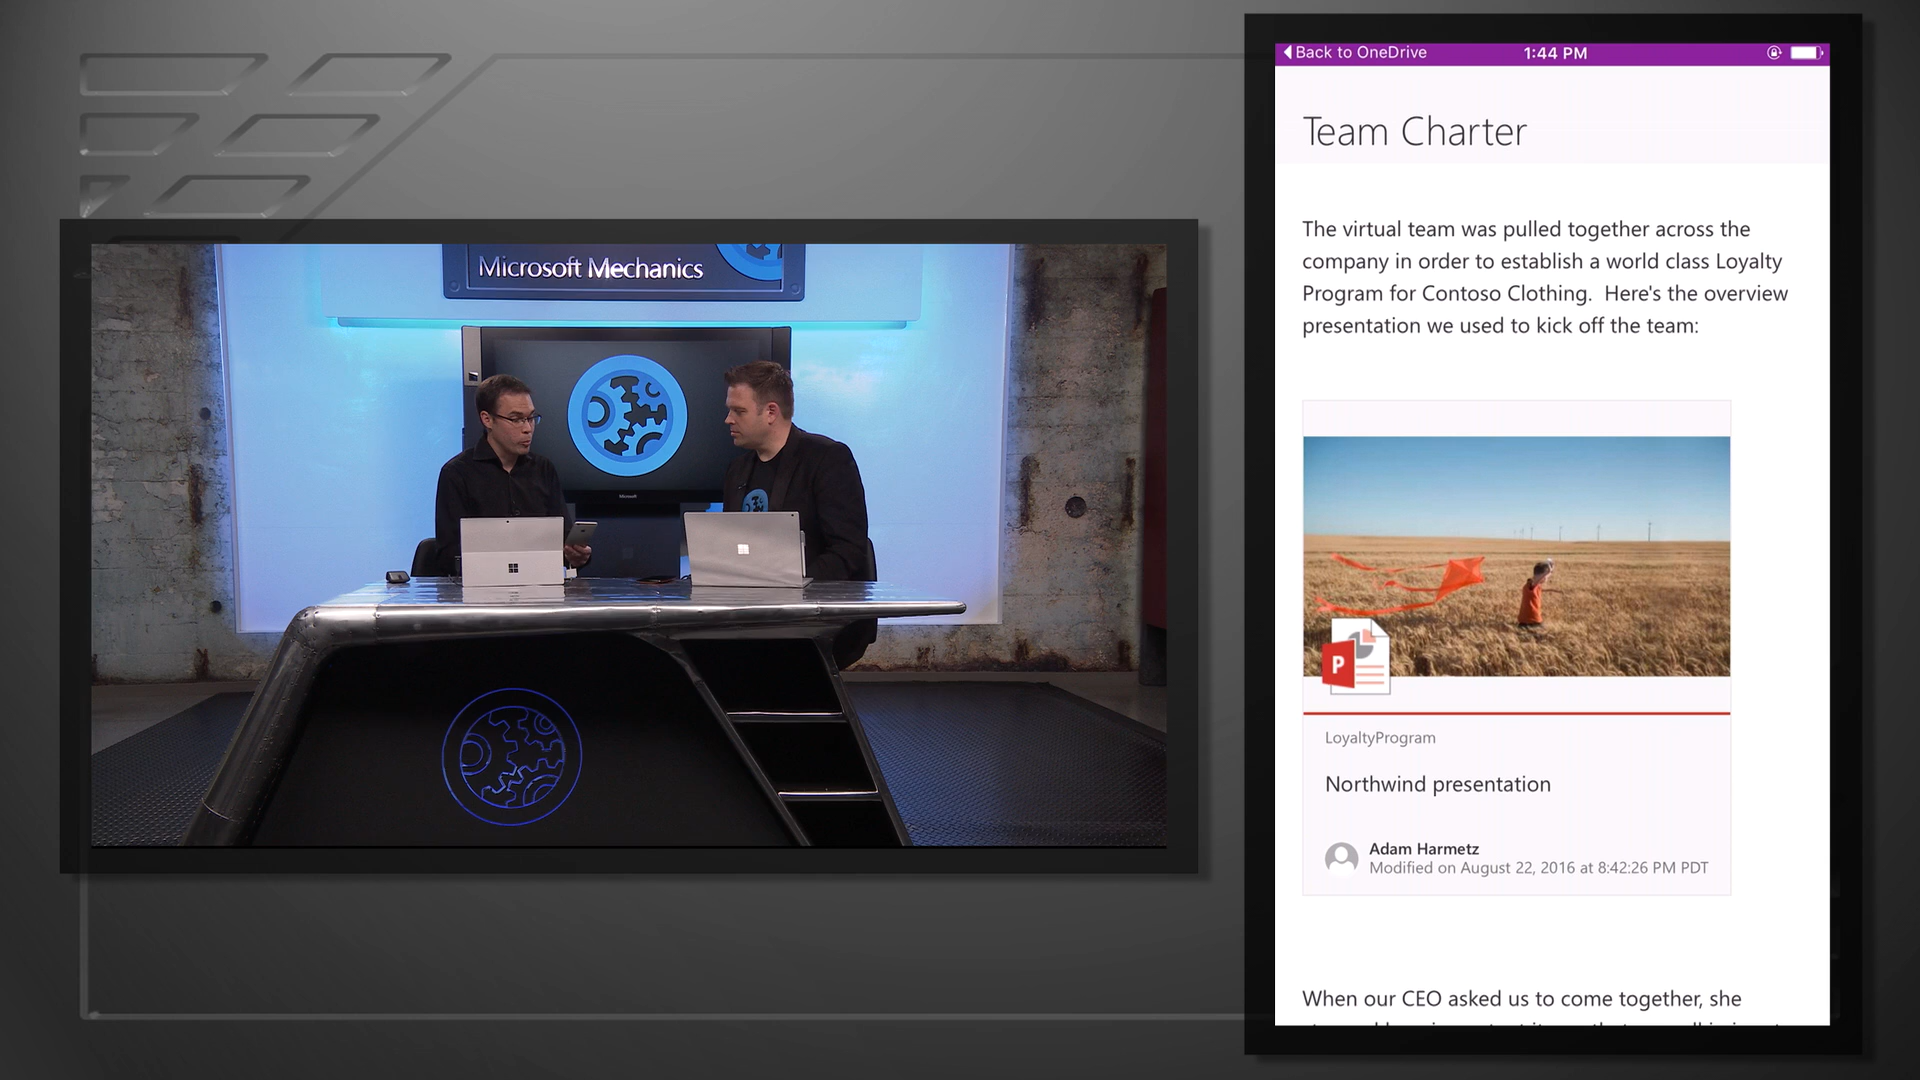 Microsoft Mechanics
Microsoft
Back to OneDrive
1:44 PM
Team Charter
The virtual team was pulled together across the
company in order to establish a world class Loyalty
Program for Contoso Clothing.  Here's the overview
presentation we used to kick off the team:
P
LoyaltyProgram
Northwind presentation
Adam Harmetz
Modified on August 22, 2016 at 8:42:26 PM PDT
When our CEO asked us to come together, she